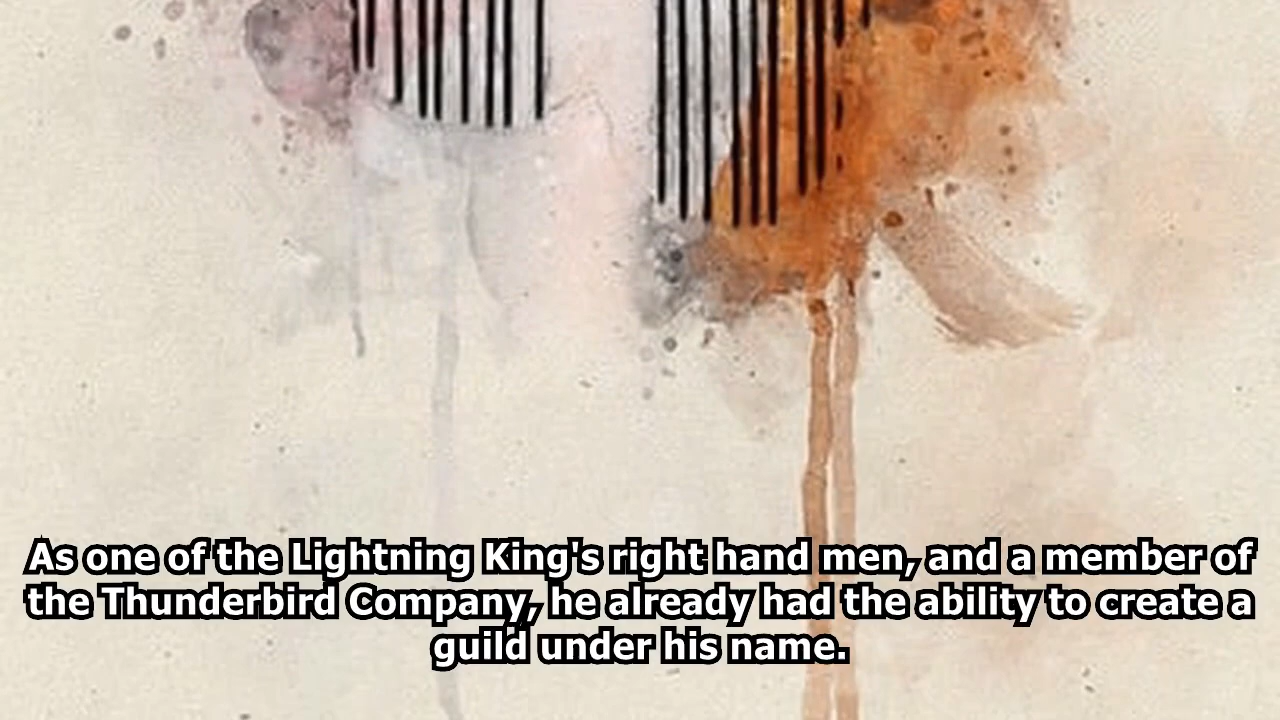 As one of the Lightning King's right hand men, and a member of
the Thunderbird Company, he already had the ability to create a
guild under his name.